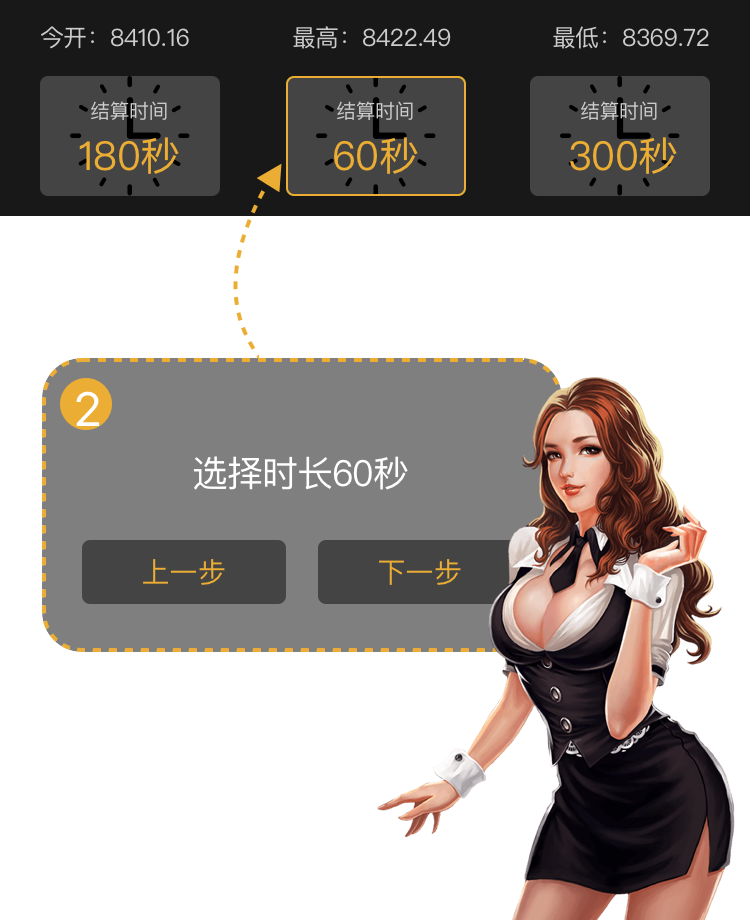 今开：8410.16
最高：8422.49
最低：8369.72
结算时间
180秒
结算时间
60秒
结算时间
300秒
2
选择时长60秒
上一步
下一步